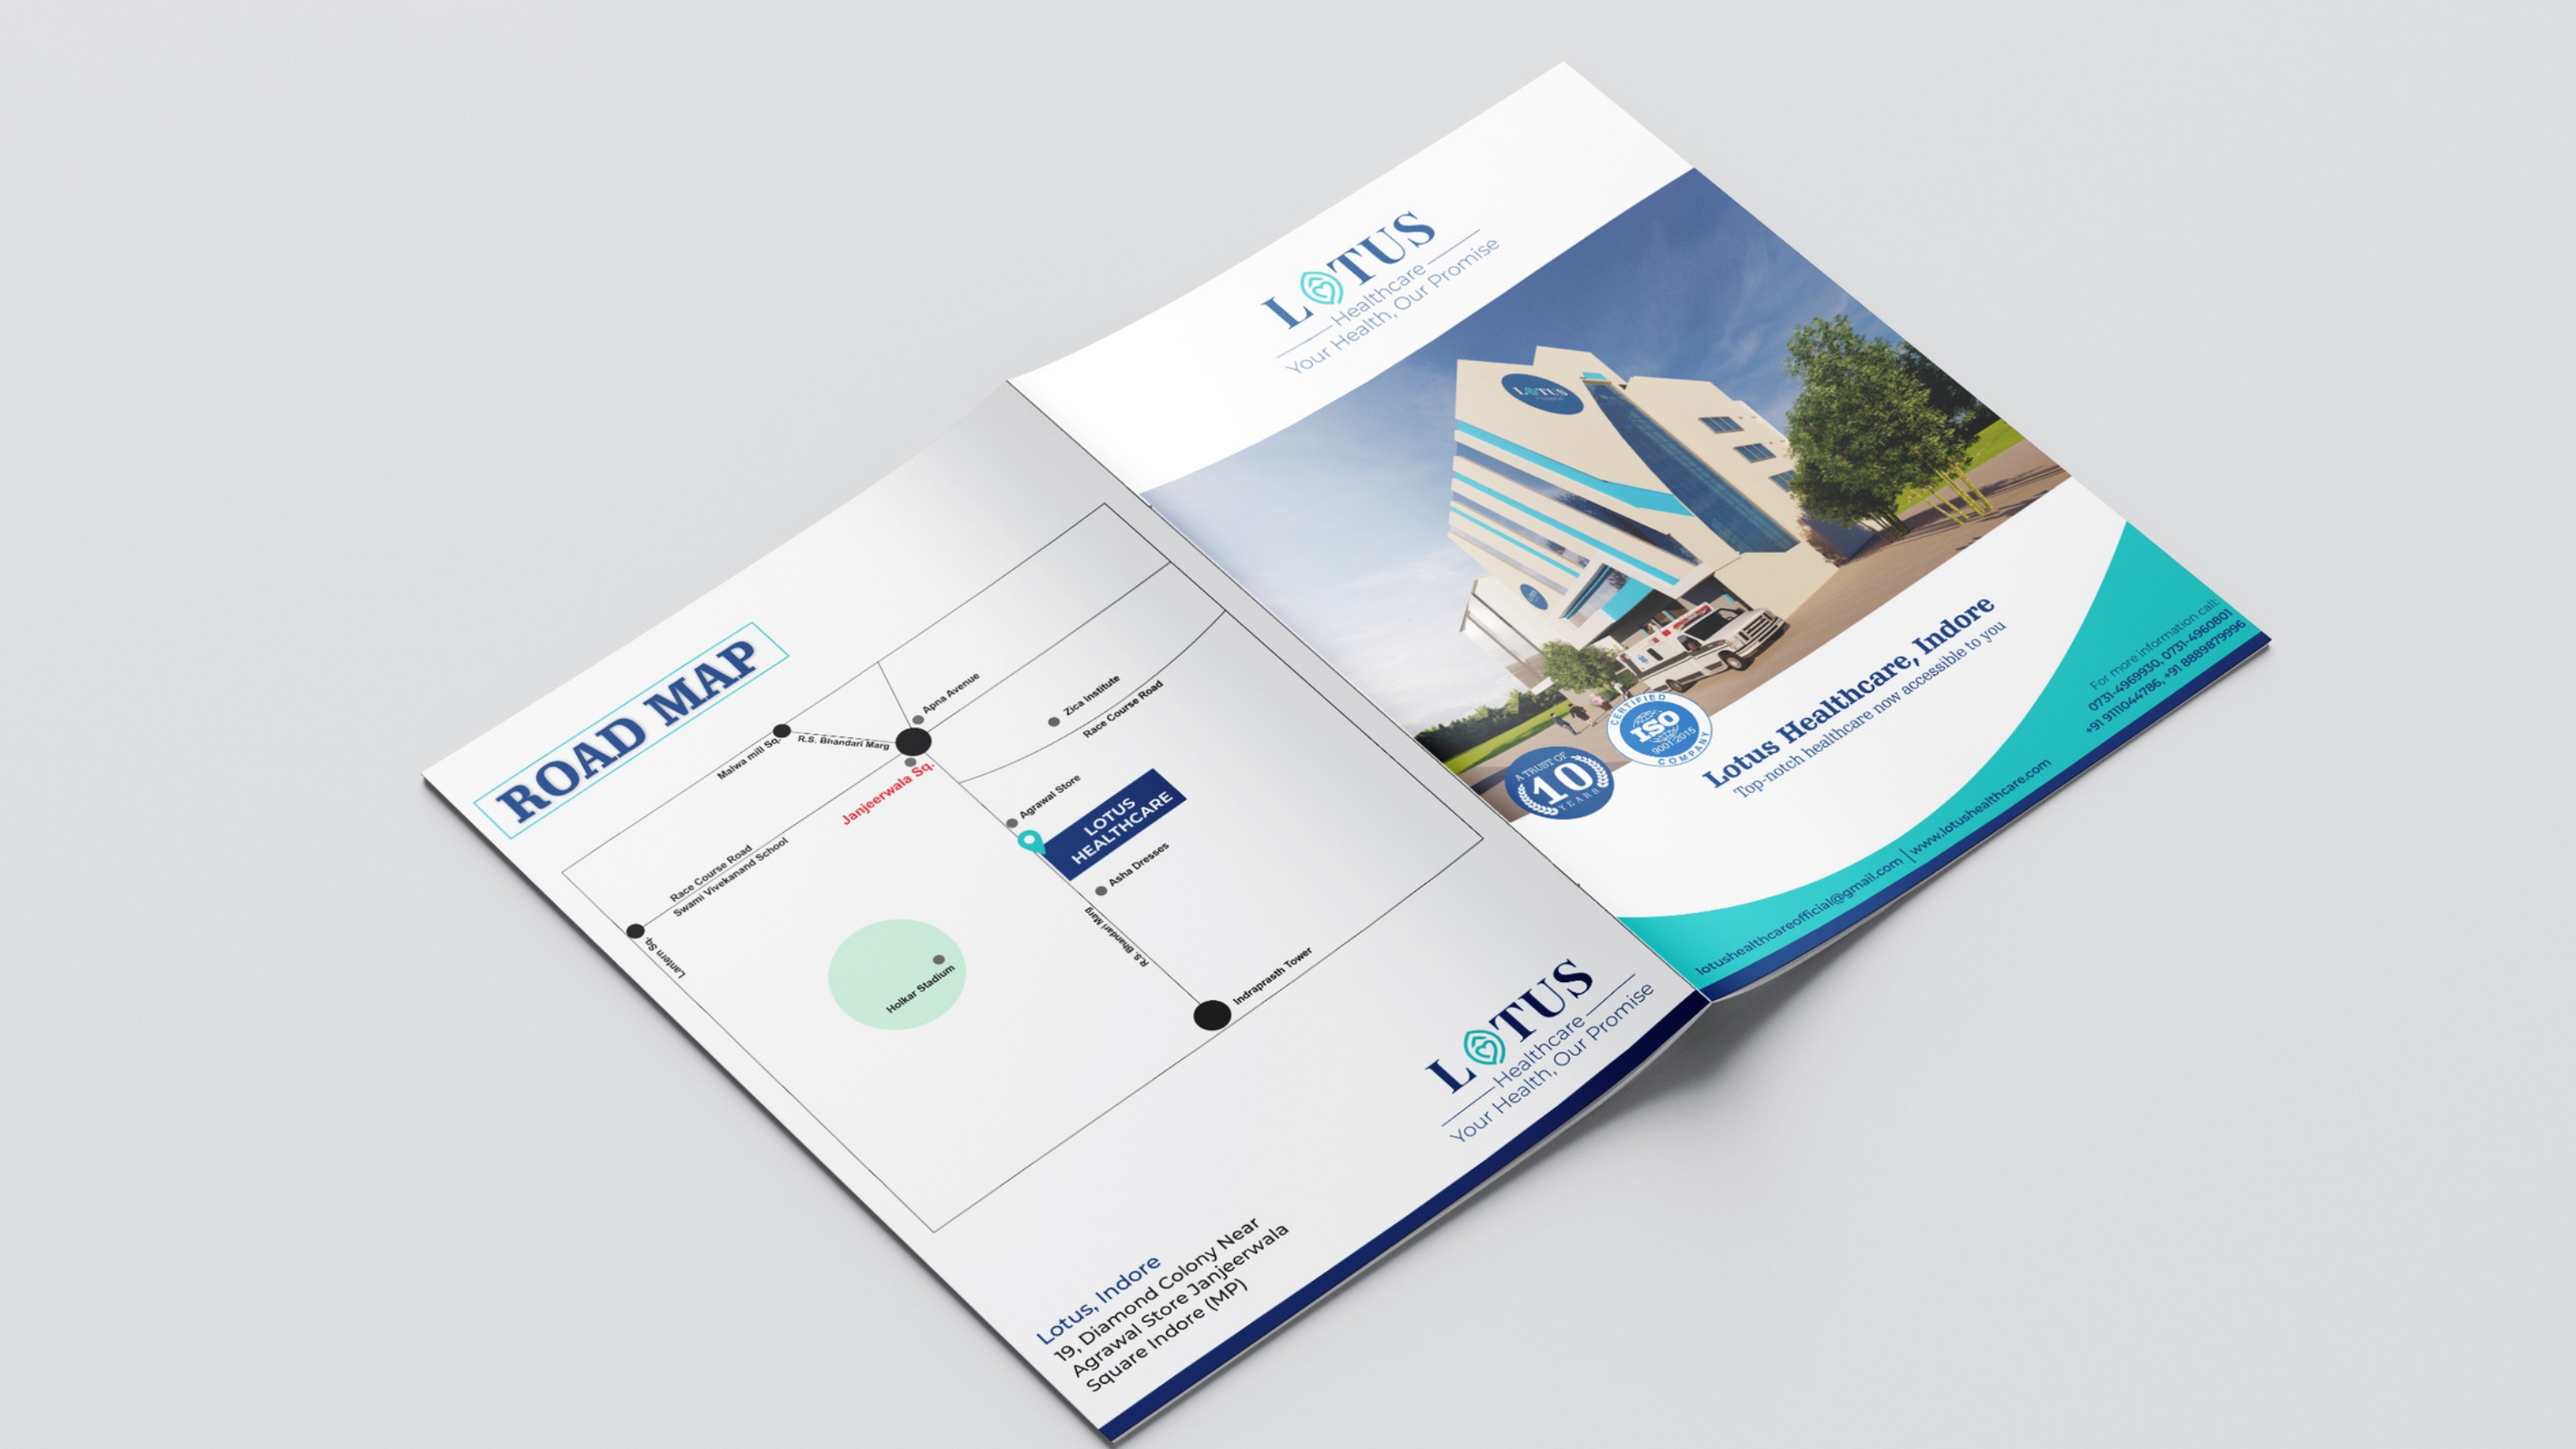 ROAD MAP
Malwa mill Sq.
R.S. Bhandari Marg
Apna Avenue
Zica Institute
Race Course Road
Janjeerwala Sq.
Agrawal Store
LOTUS
HEALTHCARE
Asha Dresses
Race Course Road
Swami Vivekanand School
Lantern Sq.
R.S. Bhandari Marg
Holkar Stadium
Indraprasth Tower
LOTUS
Healthcare
Your Health, Our Promise
Lotus, Indore
19, Diamond Colony Near
Agrawal Store Janjeerwala
Square Indore (MP)
LOTUS
Healthcare
Your Health, Our Promise
LOTUS
A TRUST OF
10
YEARS
CERTIFIED
ISO
9001:2015
COMPANY
Lotus Healthcare, Indore
Top-notch healthcare now accessible to you
For more information call:
0731-4969930, 0731-4960801
+91 9111044786, +91 8889879996
lotushealthcareofficial@gmail.com | www.lotushealthcare.com